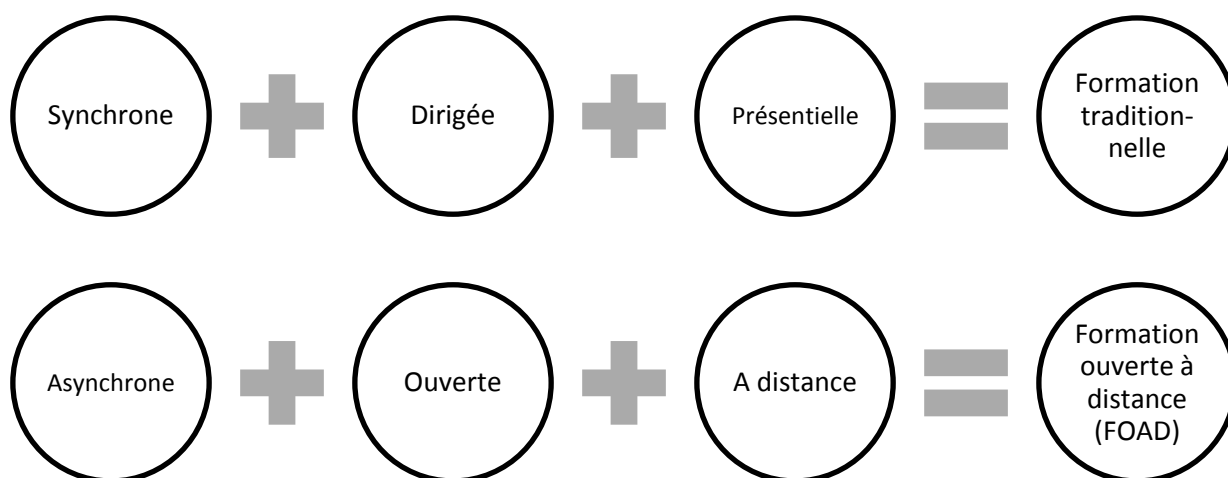 Synchrone
Dirigée
Présentielle
Formation
tradition-
nelle
Asynchrone
Ouverte
A distance
Formation
ouverte à
distance
(FOAD)